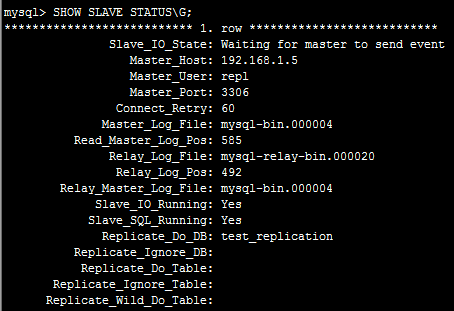 mysql> SHOW SLAVE STATUS\G;
*************************** 1. row ***************************
Slave_IO_State: Waiting for master to send event
Master_Host: 192.168.1.5
Master_User: repl
Master_Port: 3306
Connect_Retry: 60
Master_Log_File: mysql-bin.000004
Read_Master_Log_Pos: 585
Relay_Log_File: mysql-relay-bin.000020
Relay_Log_Pos: 492
Relay_Master_Log_File: mysql-bin.000004
Slave_IO_Running: Yes
Slave_SQL_Running: Yes
Replicate_Do_DB: test_replication
Replicate_Ignore_DB:
Replicate_Do_Table:
Replicate_Ignore_Table:
Replicate_Wild_Do_Table: